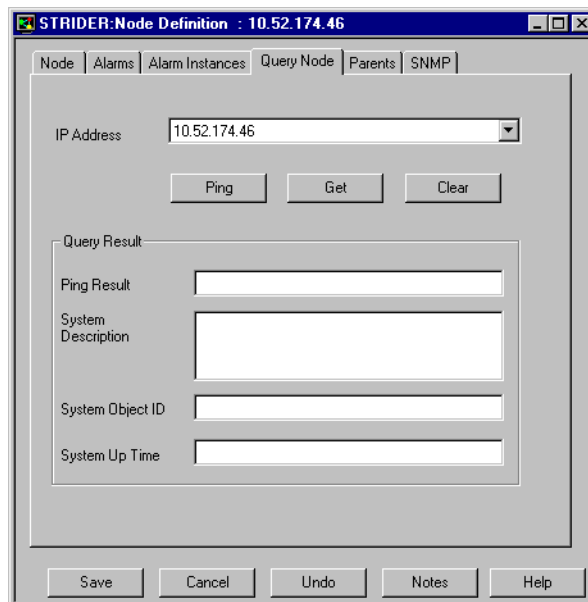 STRIDER:Node Definition : 10.52.174.46
Node Alarms Alarm Instances Query Node Parents SNMP
IP Address 10.52.174.46
Ping Get Clear
Query Result
Ping Result
System
Description
System Object ID
System Up Time
Save Cancel Undo Notes Help